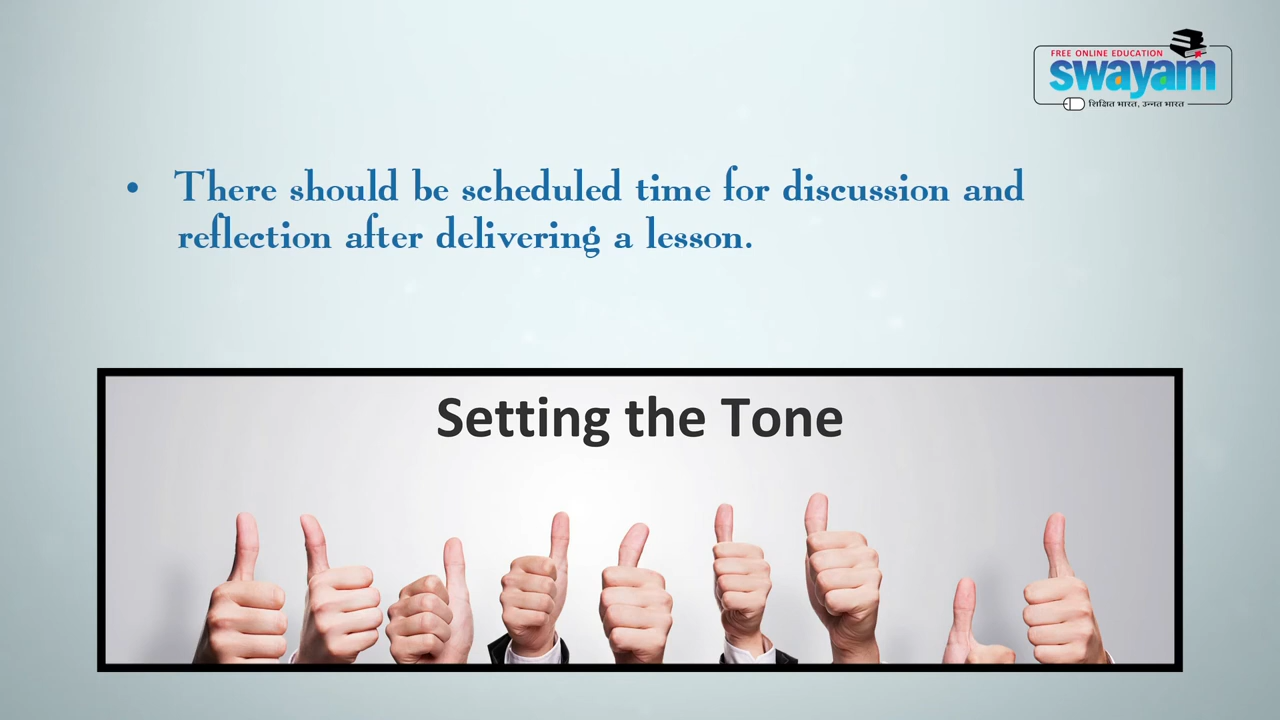 FREE ONLINE EDUCATION
swayam
शिक्षित भारत, उन्नत भारत
• There should be scheduled time for discussion and
reflection after delivering a lesson.
Setting the Tone